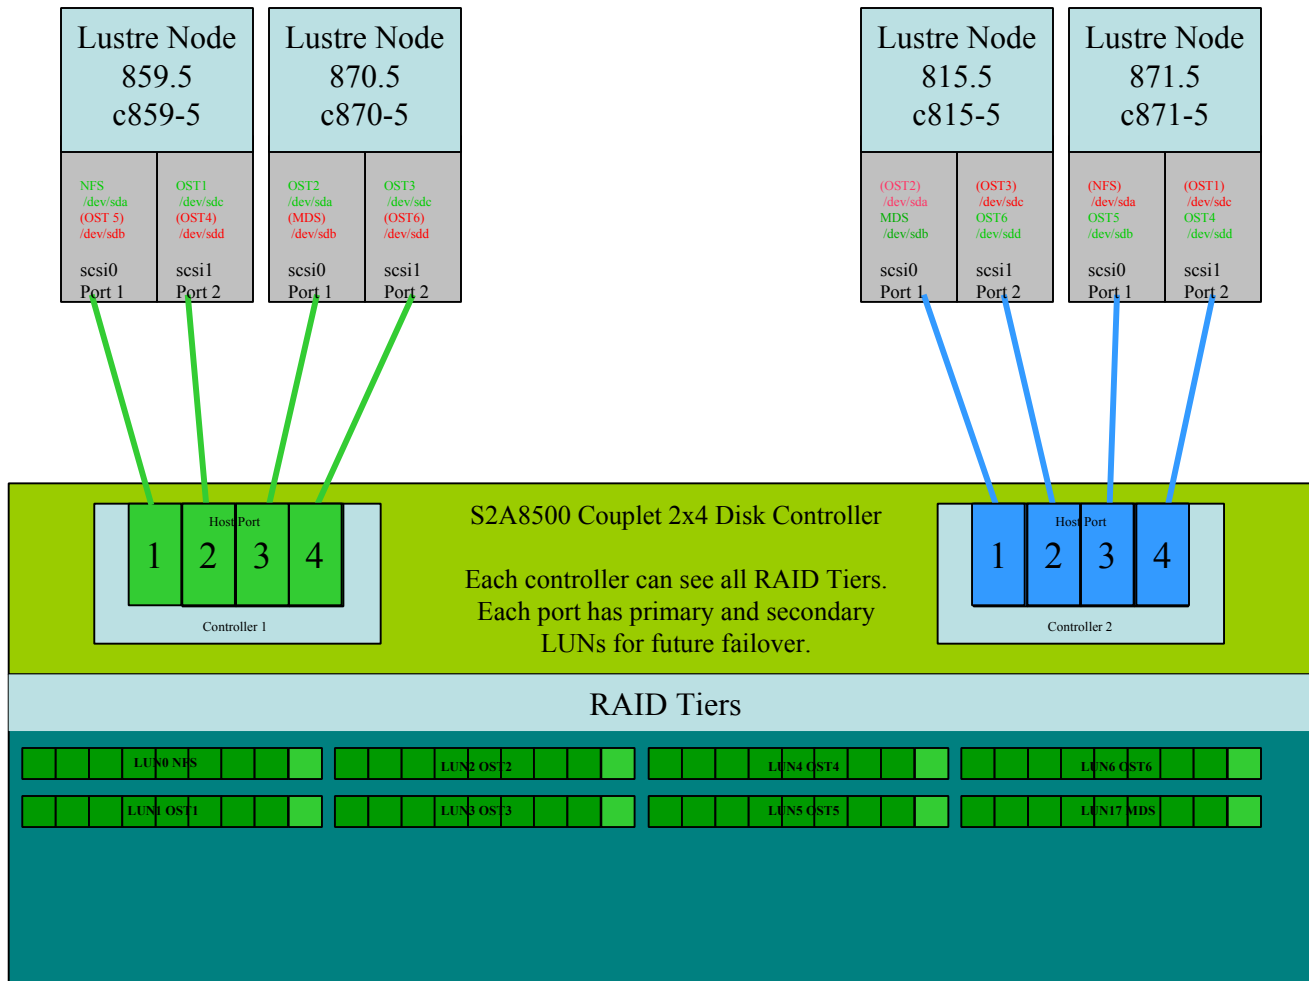 Lustre Node
859.5
c859-5
Lustre Node
870.5
c870-5
Lustre Node
815.5
c815-5
Lustre Node
871.5
c871-5
NFS
/dev/sda
(OST 5)
/dev/sdb
scsi0
Port 1
OST1
/dev/sdc
(OST4)
/dev/sdd
scsi1
Port 2
OST2
/dev/sda
(MDS)
/dev/sdb
scsi0
Port 1
OST3
/dev/sdc
(OST6)
/dev/sdd
scsi1
Port 2
(OST2)
/dev/sda
MDS
/dev/sdb
scsi0
Port 1
(OST3)
/dev/sdc
OST6
/dev/sdd
scsi1
Port 2
(NFS)
/dev/sda
OST5
/dev/sdb
scsi0
Port 1
(OST1)
/dev/sdc
OST4
/dev/sdd
scsi1
Port 2
Host Port
1 2 3 4
Controller 1
S2A8500 Couplet 2x4 Disk Controller
Each controller can see all RAID Tiers.
Each port has primary and secondary
LUNs for future failover.
Host Port
1 2 3 4
Controller 2
RAID Tiers
LUN0 NFS
LUN2 OST2
LUN4 OST4
LUN6 OST6
LUN1 OST1
LUN3 OST3
LUN5 OST5
LUN17 MDS